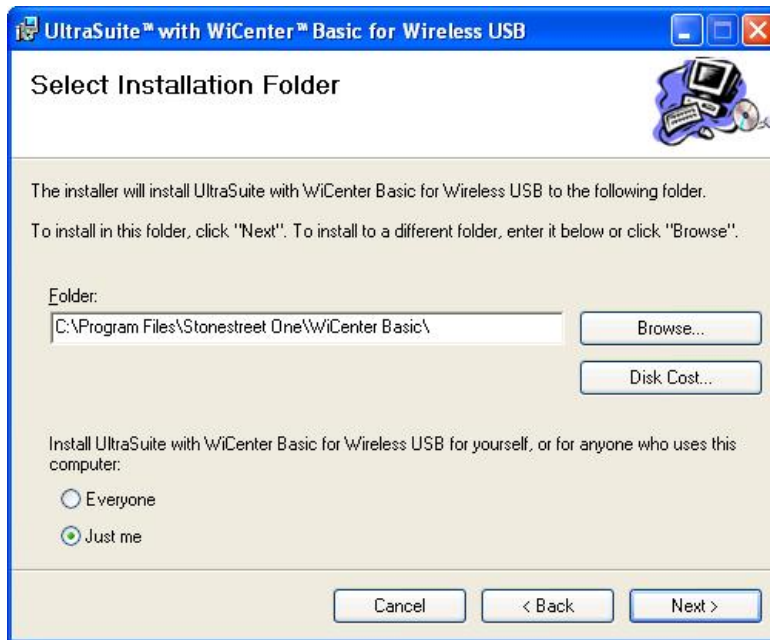 UltraSuite™ with WiCenter™ Basic for Wireless USB
Select Installation Folder
The installer will install UltraSuite with WiCenter Basic for Wireless USB to the following folder.
To install in this folder, click "Next". To install to a different folder, enter it below or click "Browse".
Folder:
C:\Program Files\Stonestreet One\WiCenter Basic\
Browse...
Disk Cost...
Install UltraSuite with WiCenter Basic for Wireless USB for yourself, or for anyone who uses this
computer:
Everyone
Just me
Cancel
< Back
Next >